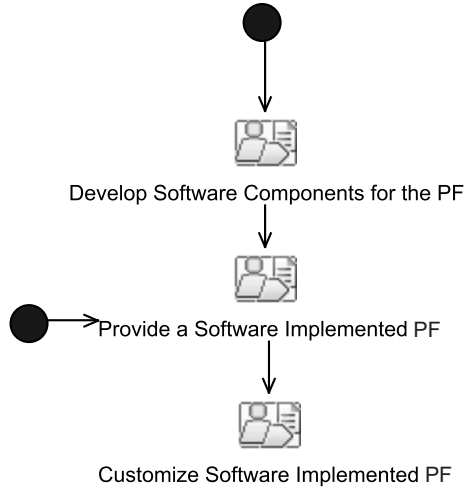 Develop Software Components for the PF
Provide a Software Implemented PF
Customize Software Implemented PF